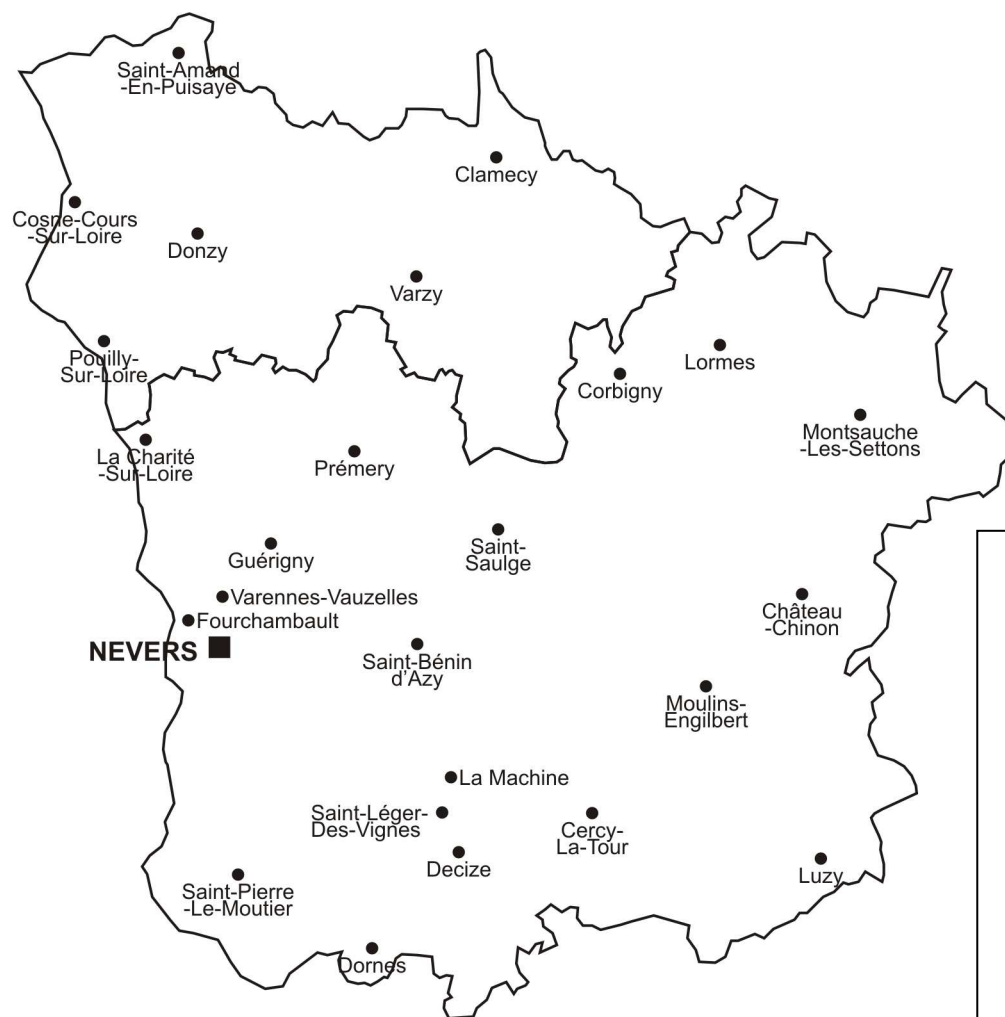 Saint-Amand
-En-Puisaye
Clamecy
Cosne-Cours
-Sur-Loire
Donzy
Varzy
Pouilly-
Sur-Loire
Lormes
Corbigny
Montsauche
-Les-Settons
La Charité
-Sur-Loire
Prémery
Guérigny
Saint-
Saulge
Varennes-Vauzelles
Fourchambault
NEVERS
Château
-Chinon
Saint-Bénin
d'Azy
Moulins-
Engilbert
La Machine
Saint-Léger-
Des-Vignes
Cercy-
La-Tour
Decize
Luzy
Saint-Pierre
-Le-Moutier
Dornes